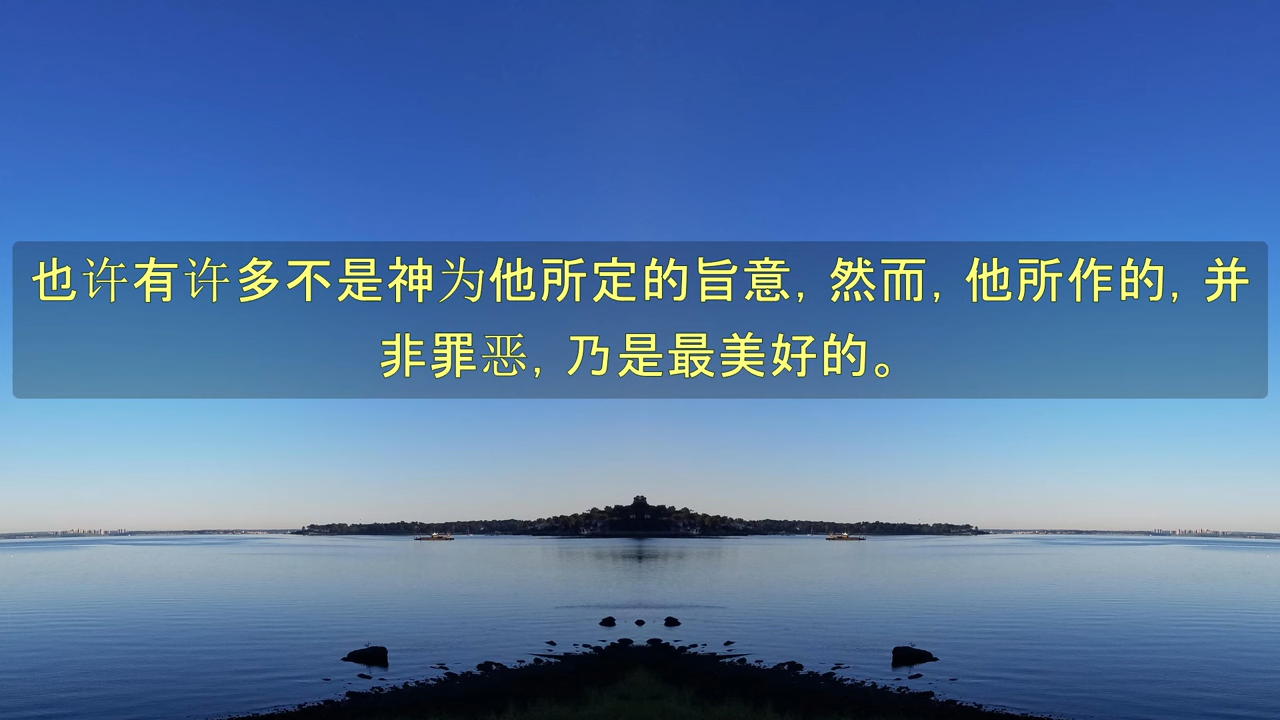 也许有许多不是神为他所定的旨意, 然而, 他所作的, 并
非罪恶, 乃是最美好的。